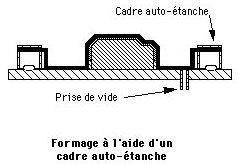 Cadre auto-étanche
Prise de vide
Formage à l'aide d'un
cadre auto-étanche